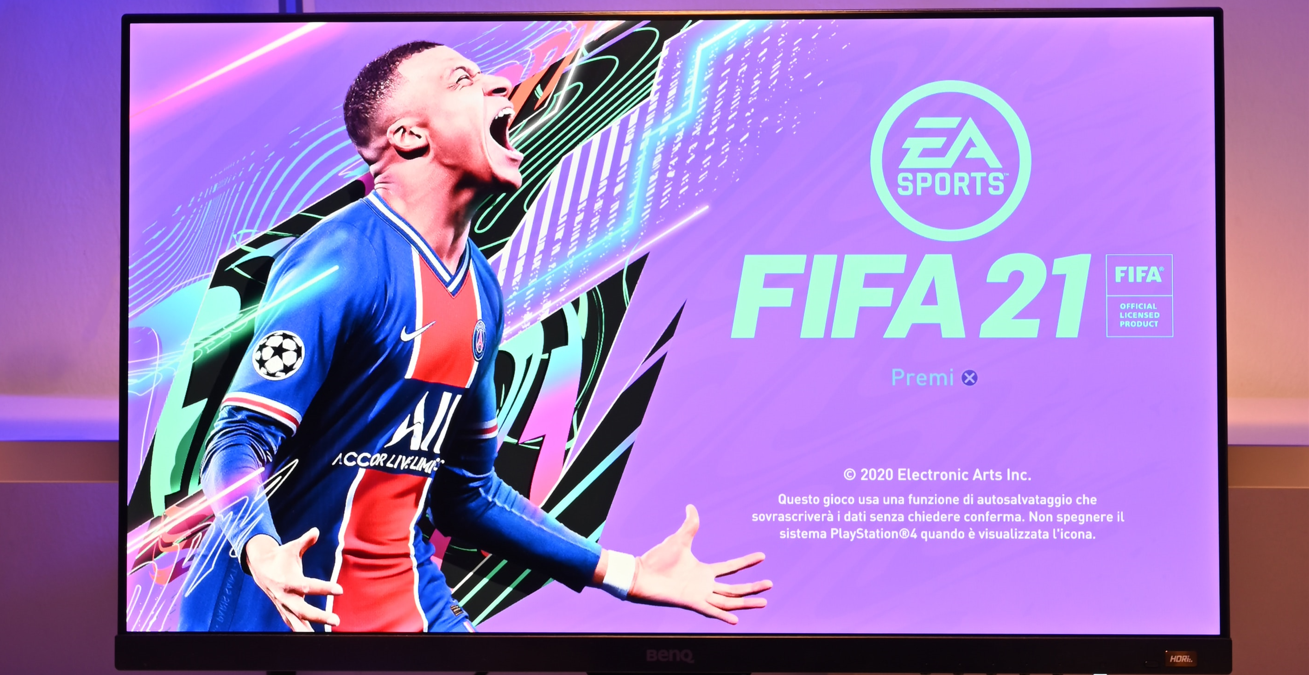 EA
SPORTS™
FIFA 21
FIFA®
OFFICIAL
LICENSED
PRODUCT
Premi
© 2020 Electronic Arts Inc.
Questo gioco usa una funzione di autosalvataggio che
sovrascriverà i dati senza chiedere conferma. Non spegnere il
sistema PlayStation®4 quando è visualizzata l'icona.
ALL
ACCOR LIVE LIMITLESS
BenQ
HDRi